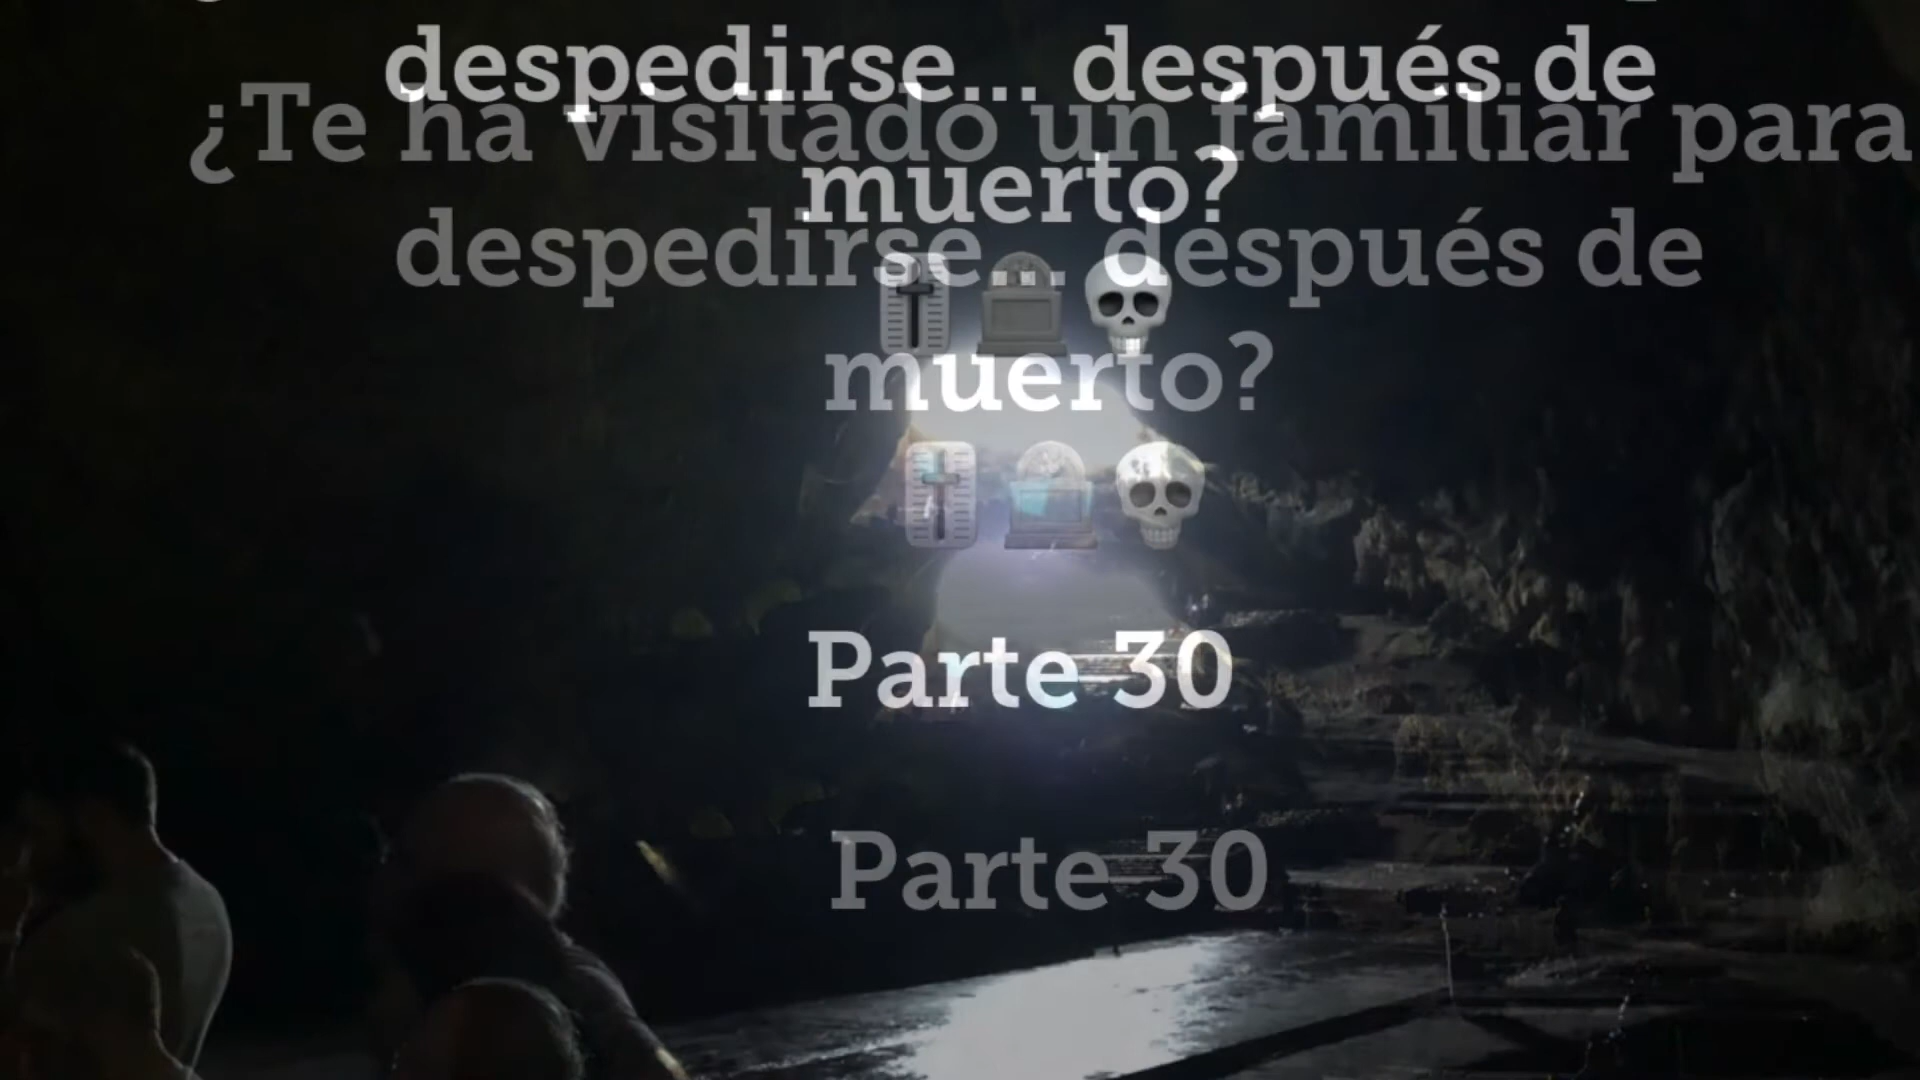 despedirse... después de
¿Te ha visitado un familiar para
muerto?
despedirse... después de
muerto?
Parte 30
Parte 30